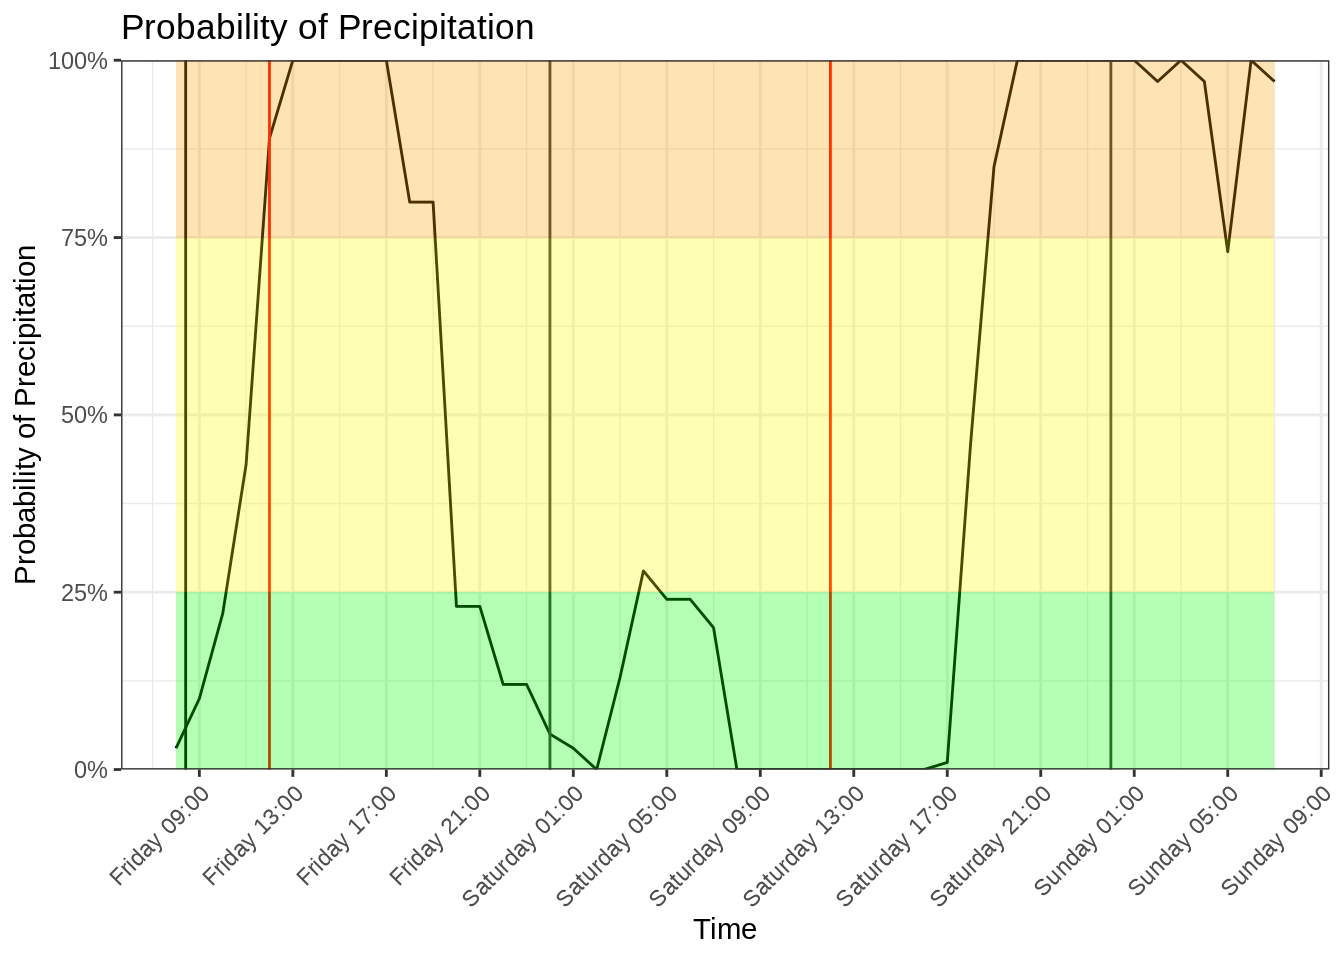 Probability of Precipitation
Probability of Precipitation
100%
75%
50%
25%
0%
Friday 09:00
Friday 13:00
Friday 17:00
Friday 21:00
Saturday 01:00
Saturday 05:00
Saturday 09:00
Saturday 13:00
Saturday 17:00
Saturday 21:00
Sunday 01:00
Sunday 05:00
Sunday 09:00
Time